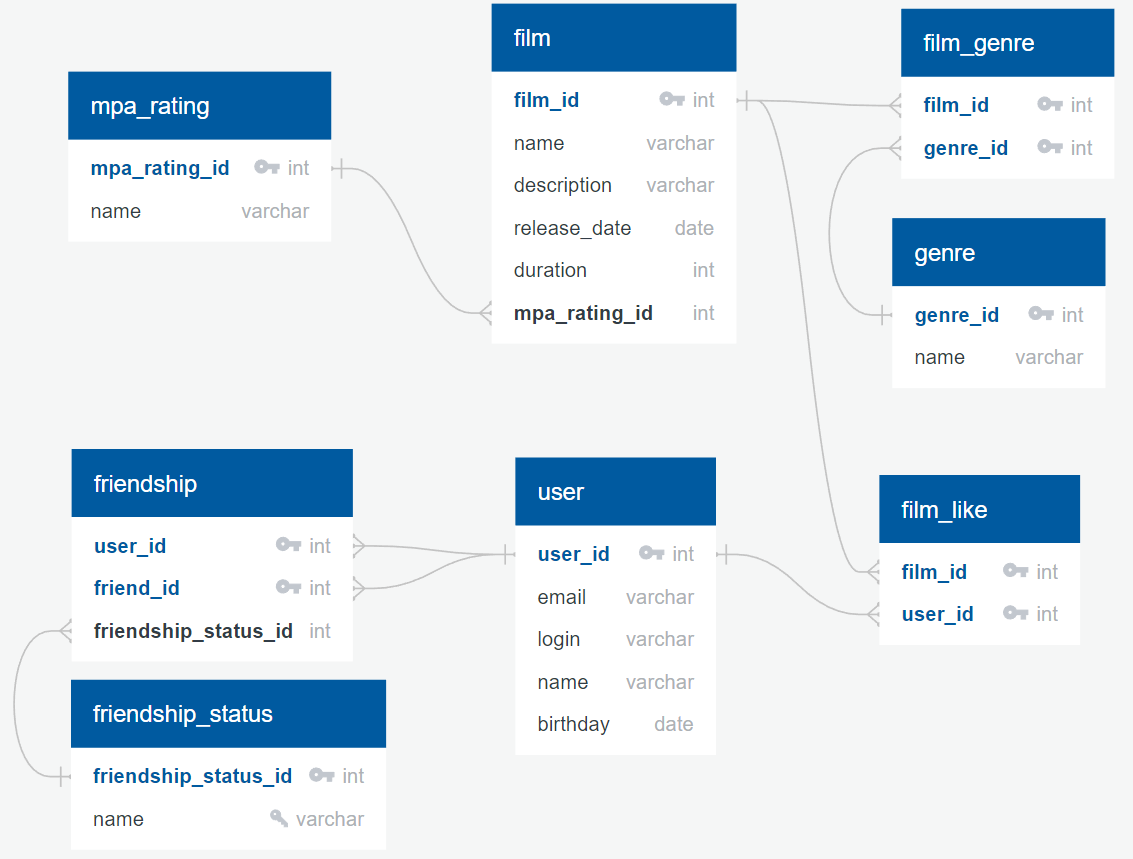 mpa_rating
mpa_rating_id int
name varchar
film
film_id int
name varchar
description varchar
release_date date
duration int
mpa_rating_id int
film_genre
film_id int
genre_id int
genre
genre_id int
name varchar
friendship
user_id int
friend_id int
friendship_status_id int
friendship_status
friendship_status_id int
name varchar
user
user_id int
email varchar
login varchar
name varchar
birthday date
film_like
film_id int
user_id int